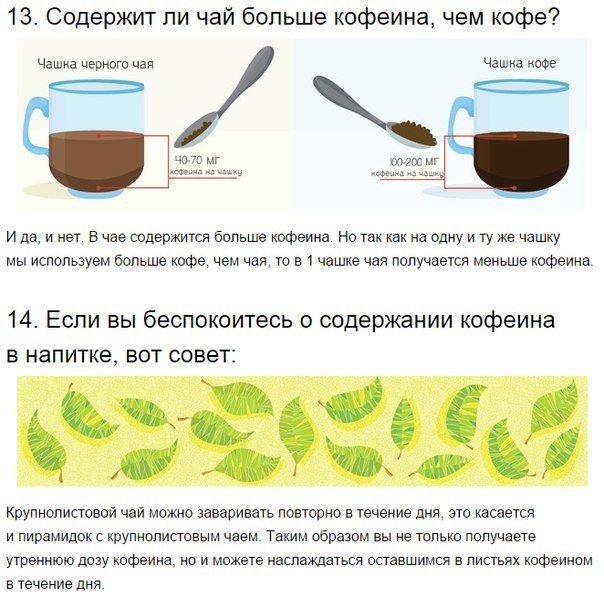 13. Содержит ли чай больше кофеина, чем кофе?
Чашка черного чая
40-70 мг
кофеина на чашку
Чашка кофе
100-200 мг
кофеина на чашку
И да, и нет. В чае содержится больше кофеина. Но так как на одну и ту же чашку
мы используем больше кофе, чем чая, то в 1 чашке чая получается меньше кофеина.
14. Если вы беспокоитесь о содержании кофеина
в напитке, вот совет:
Крупнолистовой чай можно заваривать повторно в течение дня, это касается
и пирамидок с крупнолистовым чаем. Таким образом вы не только получаете
утреннюю дозу кофеина, но и можете наслаждаться оставшимся в листьях кофеином
в течение дня.